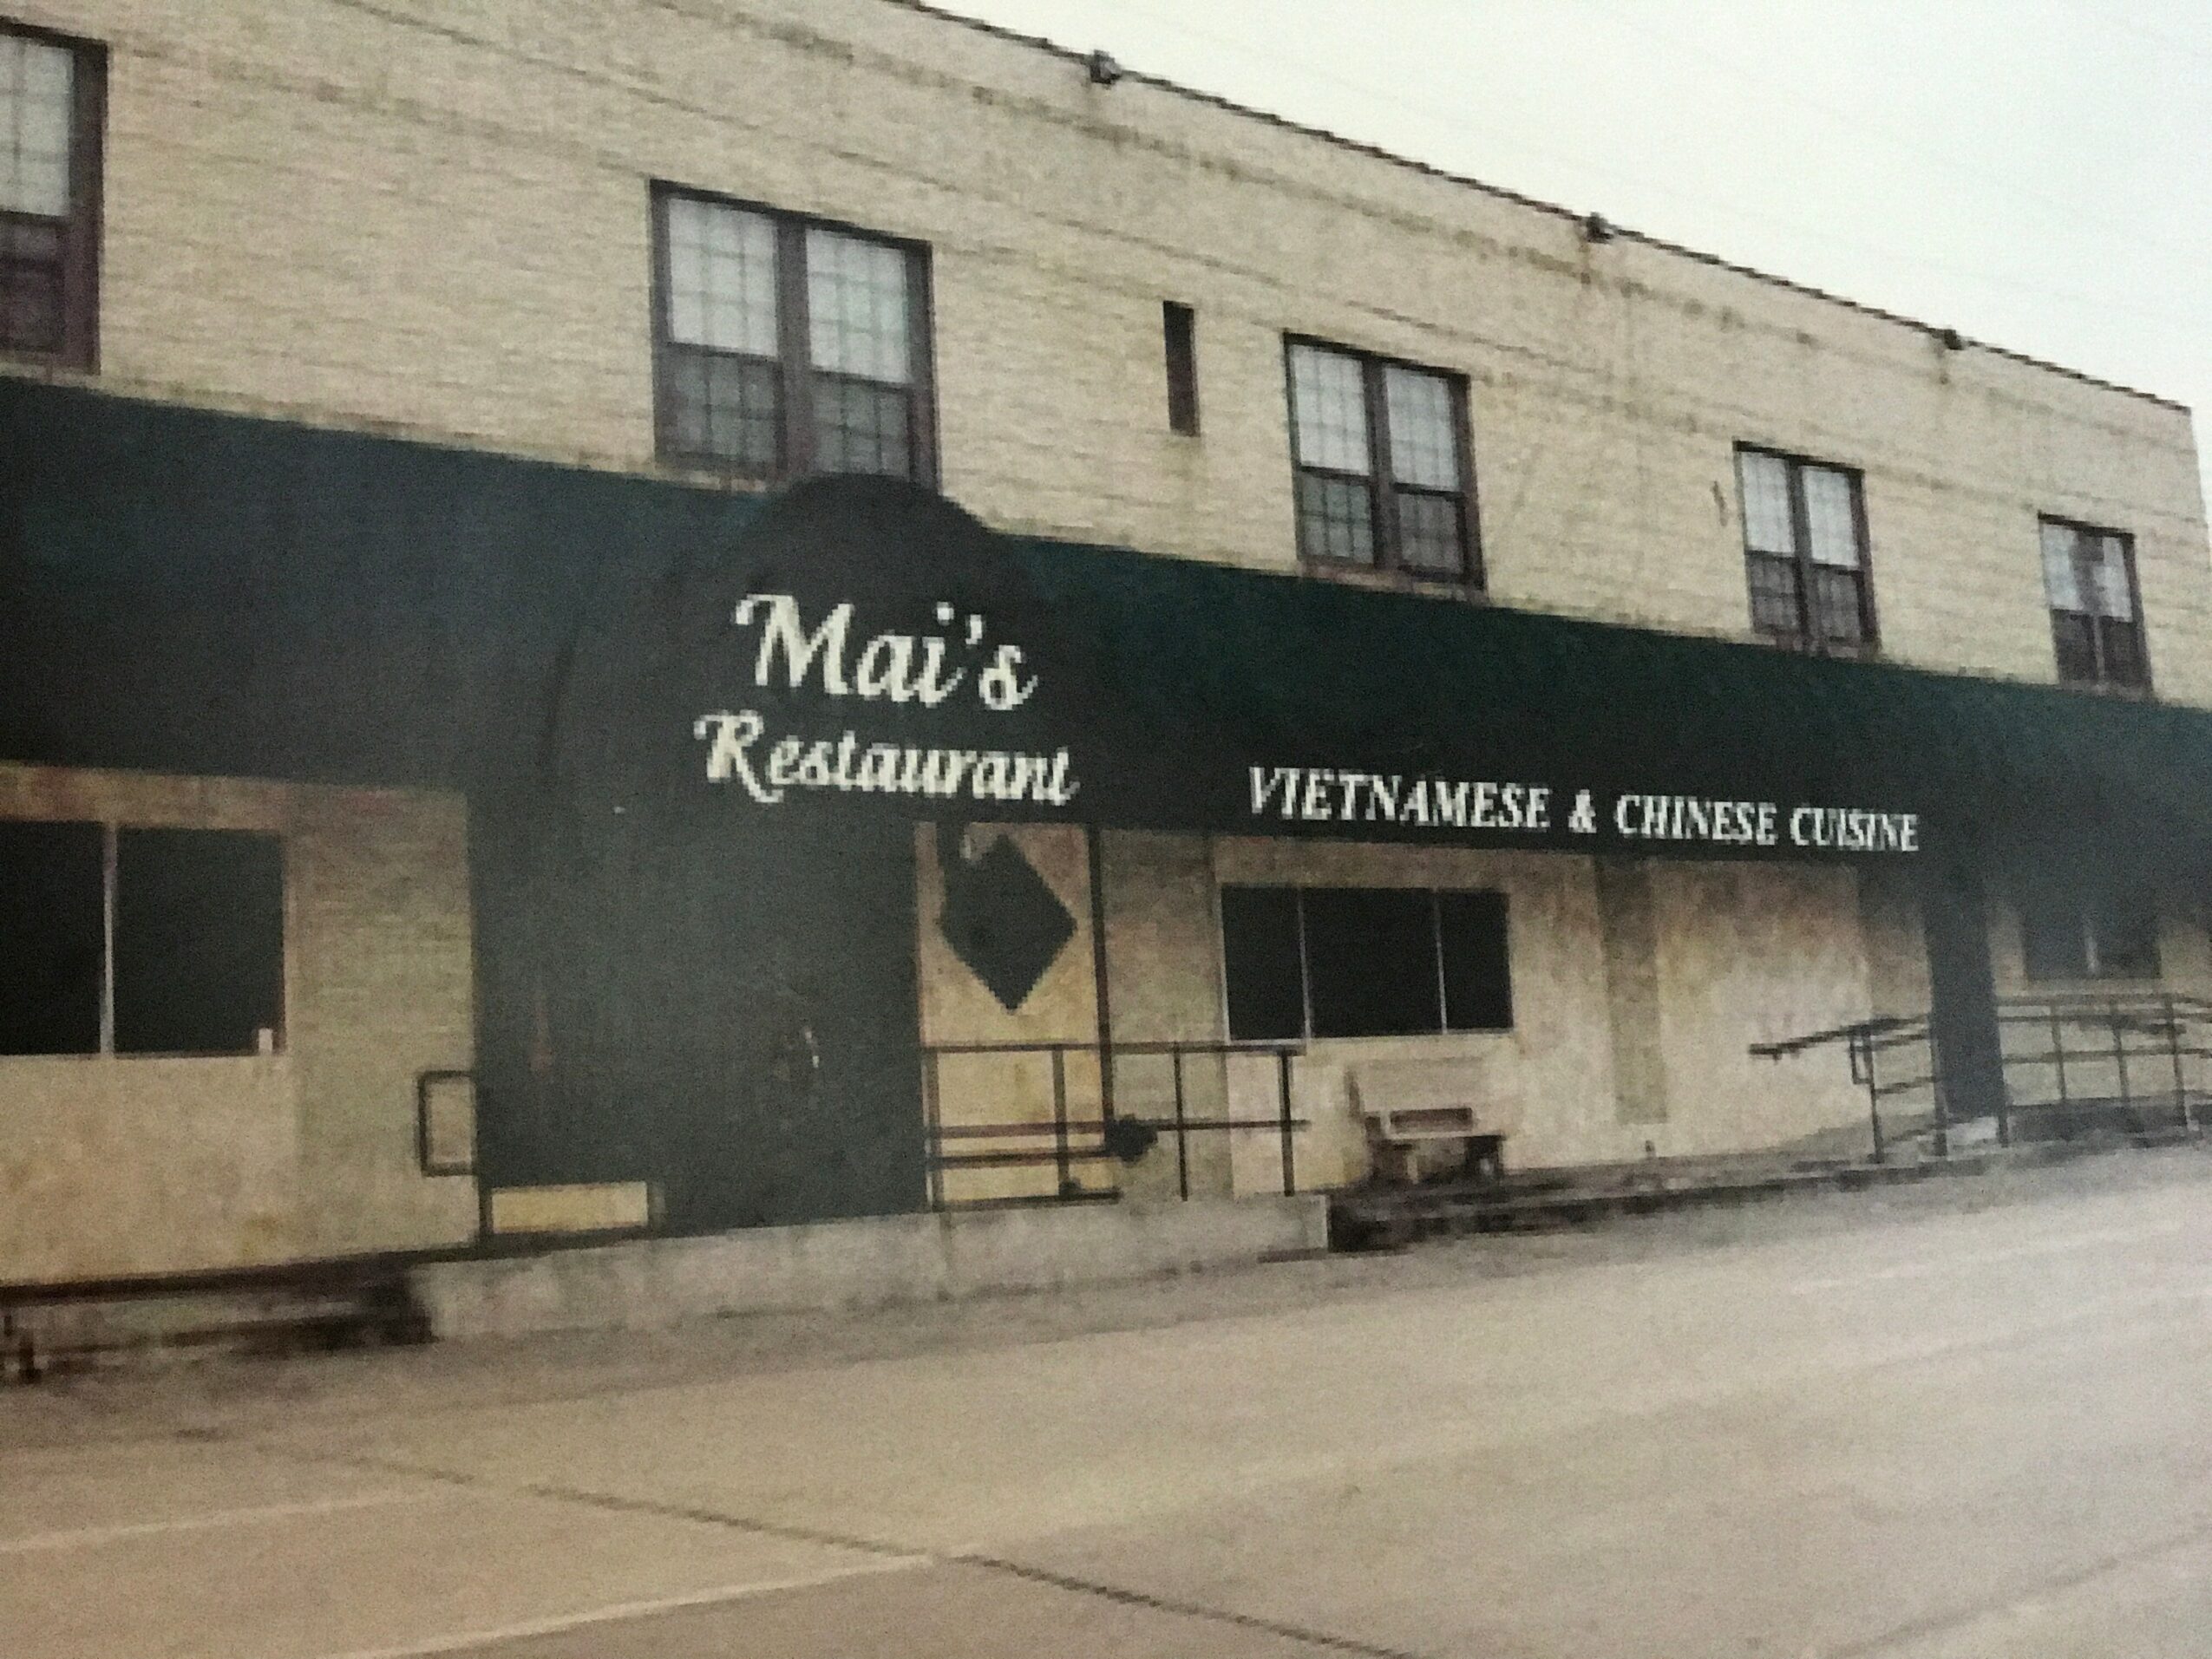 Mai's
Restaurant
VIETNAMESE & CHINESE CUISINE